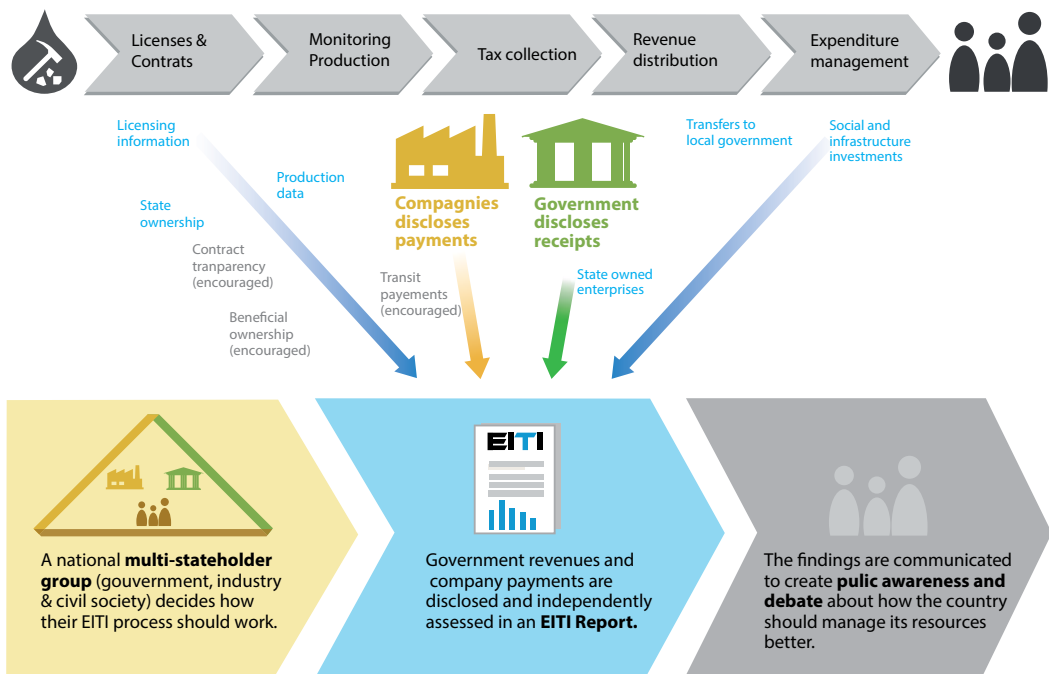 Licenses &
Contrats
Monitoring
Production
Tax collection
Revenue
distribution
Expenditure
management
Licensing
information
Production
data
State
ownership
Contract
tranparency
(encouraged)
Beneficial
ownership
(encouraged)
Compagnies
discloses
payments
Government
discloses
receipts
Transit
payments
(encouraged)
State owned
enterprises
Transfers to
local government
Social and
infrastructure
investments
A national multi-stateholder
group (gouvernment, industry
& civil society) decides how
their EITI process should work.
EITI
Government revenues and
company payments are
disclosed and independently
assessed in an EITI Report.
The findings are communicated
to create pulic awareness and
debate about how the country
should manage its resources
better.